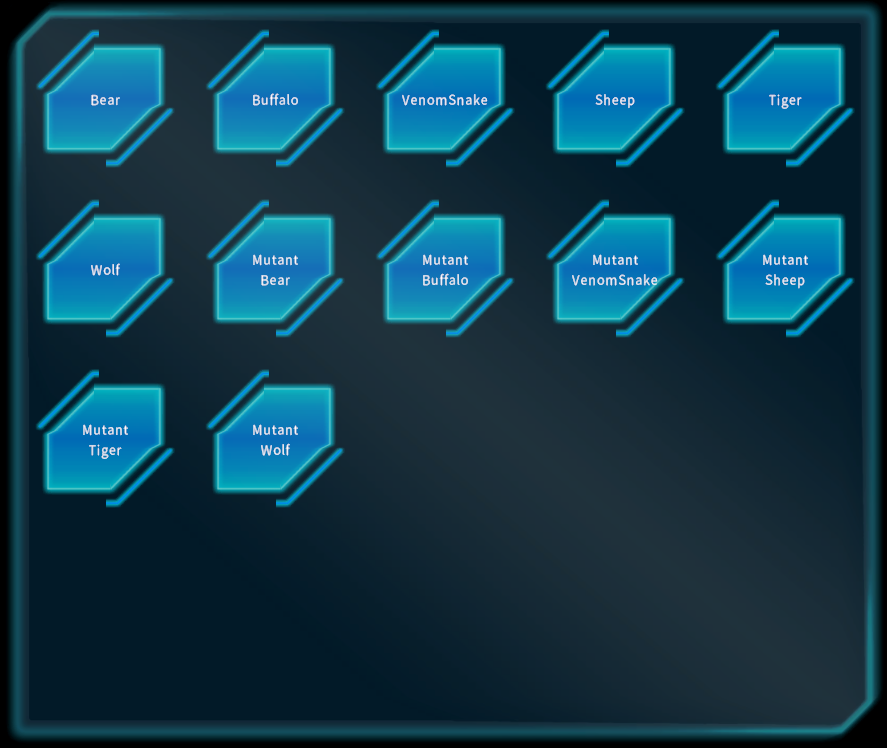 Bear
Buffalo
VenomSnake
Sheep
Tiger
Wolf
Mutant
Bear
Mutant
Buffalo
Mutant
VenomSnake
Mutant
Sheep
Mutant
Tiger
Mutant
Wolf